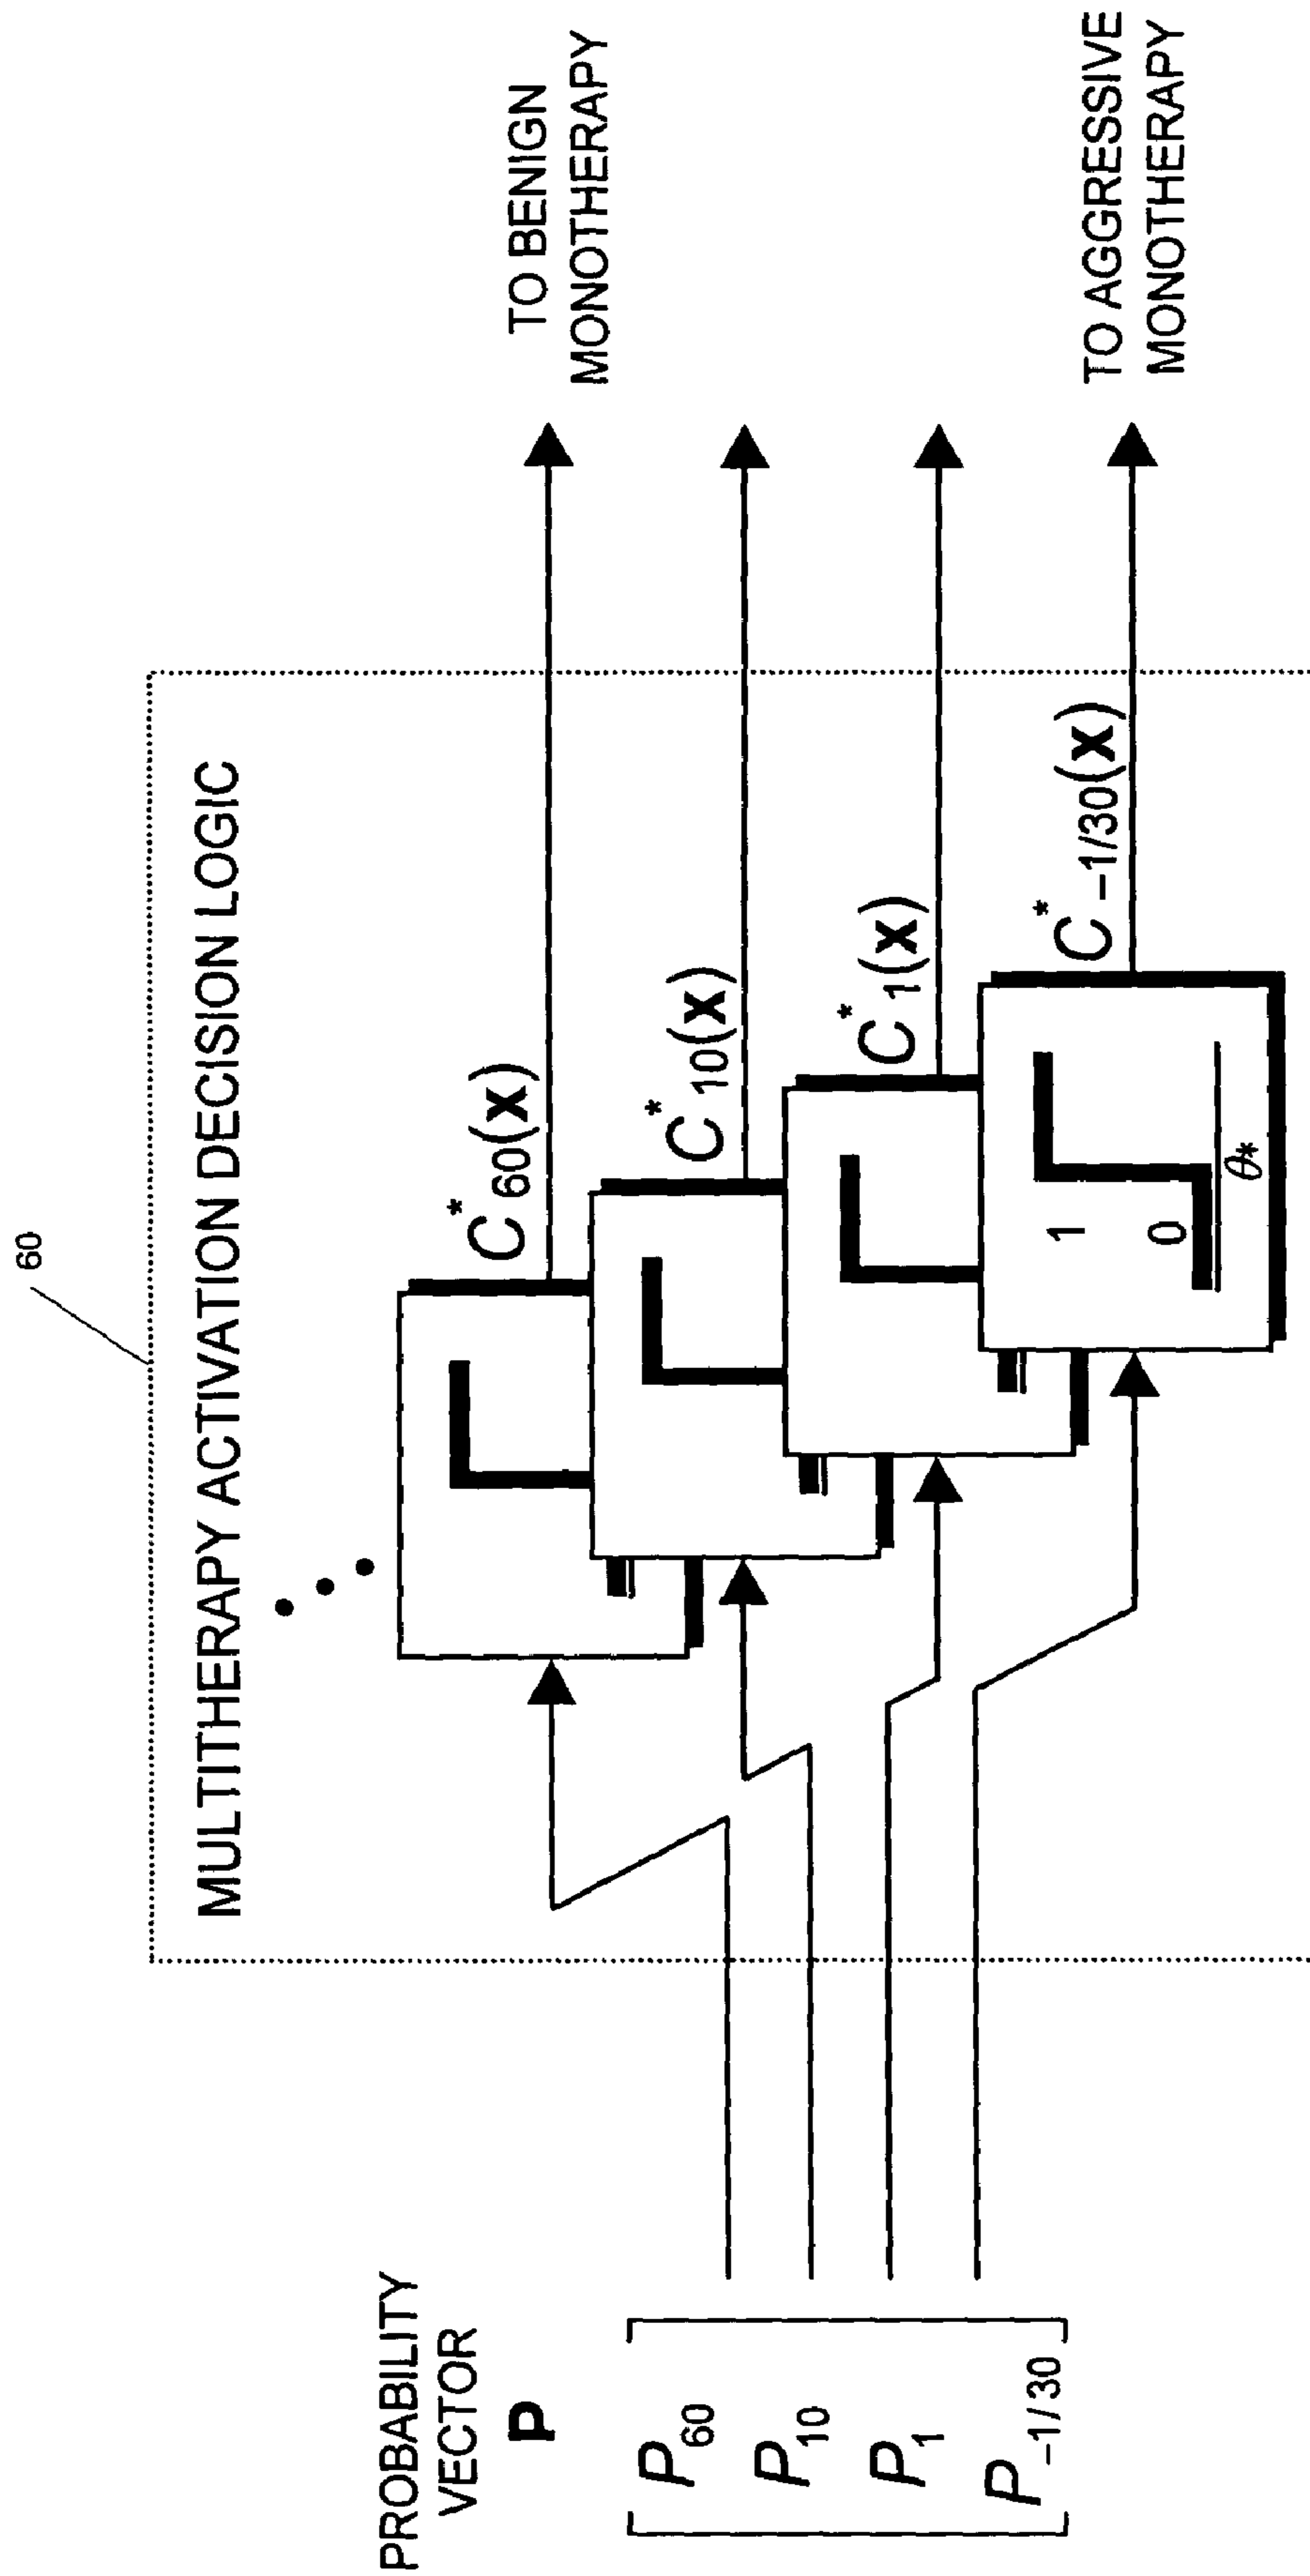 60
MULTITHERAPY ACTIVATION DECISION LOGIC
PROBABILITY
VECTOR
P
P60
P10
P1
P−1/30
C*60(x)
C*10(x)
C*1(x)
C*−1/30(x)
1
0
θ*
TO BENIGN
MONOTHERAPY
TO AGGRESSIVE
MONOTHERAPY